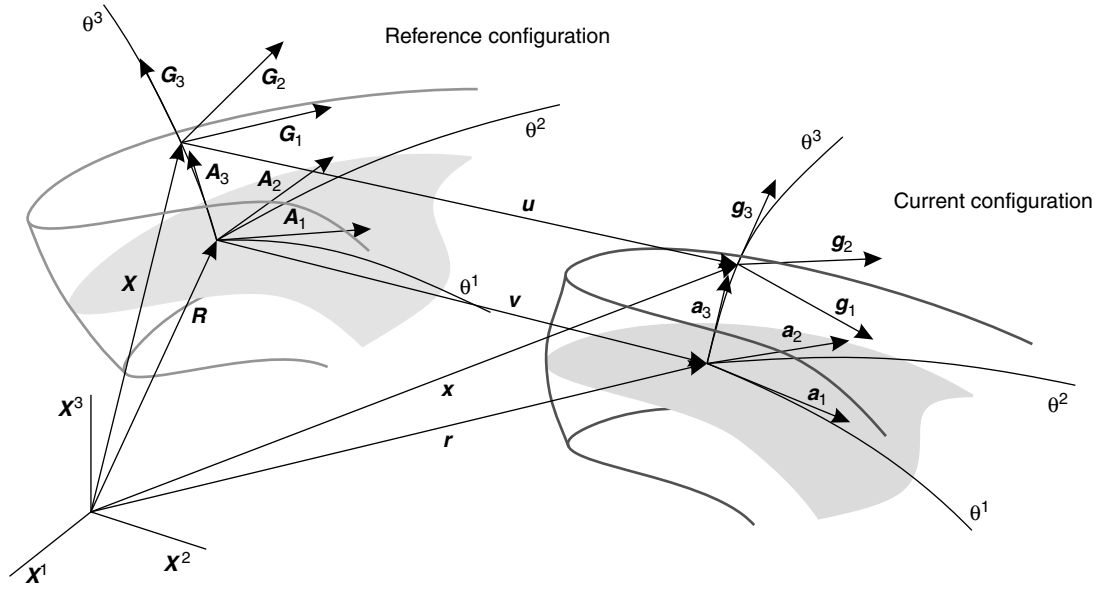 θ³
Reference configuration
G₃
G₂
G₁
θ²
θ³
A₃
A₂
Current configuration
g₃
u
A₁
g₂
X
θ¹
v
g₁
R
a₃
a₂
x
a₁
θ²
X³
r
θ¹
X²
X¹